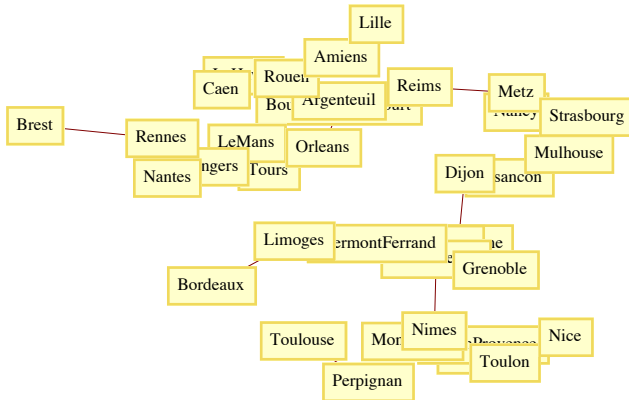 Lille
Amiens
Rouen
Caen
Argenteuil
Reims
Metz
Nancy
Strasbourg
Brest
Rennes
LeMans
Orleans
Mulhouse
Nantes
Tours
Dijon
Limoges
Grenoble
Bordeaux
Nimes
Nice
Toulouse
Toulon
Perpignan